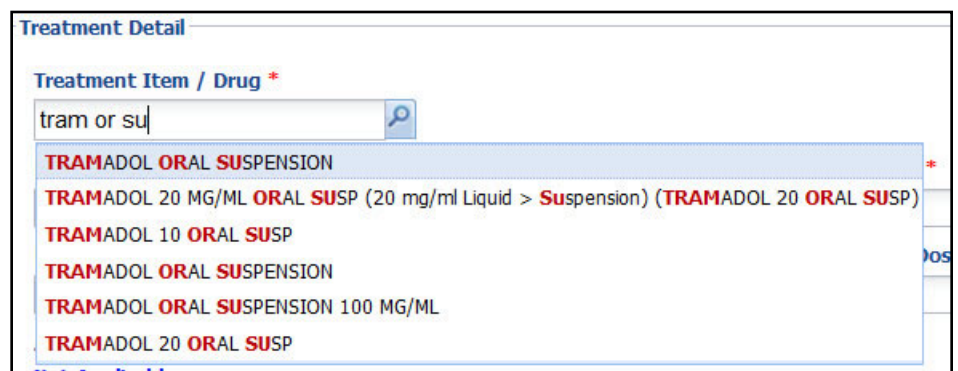 Treatment Detail
Treatment Item / Drug *
tram or su
TRAMADOL ORAL SUSPENSION
*
TRAMADOL 20 MG/ML ORAL SUSP (20 mg/ml Liquid > Suspension) (TRAMADOL 20 ORAL SUSP)
TRAMADOL 10 ORAL SUSP
Dos
TRAMADOL ORAL SUSPENSION
TRAMADOL ORAL SUSPENSION 100 MG/ML
TRAMADOL 20 ORAL SUSP